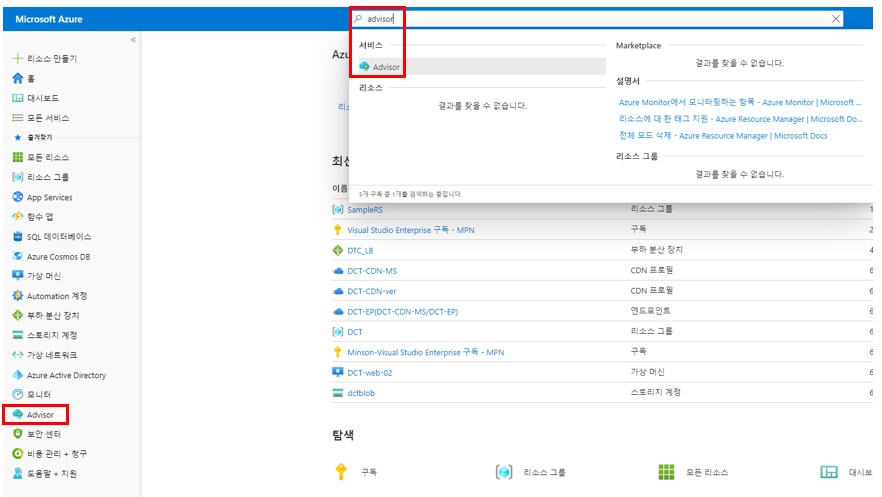 Microsoft Azure
advisor
«
리소스 만들기
홈
대시보드
모든 서비스
즐겨찾기
모든 리소스
리소스 그룹
App Services
함수 앱
SQL 데이터베이스
Azure Cosmos DB
가상 머신
Automation 계정
부하 분산 장치
스토리지 계정
가상 네트워크
Azure Active Directory
모니터
Advisor
보안 센터
비용 관리 + 청구
도움말 + 지원
서비스
Advisor
리소스
결과를 찾을 수 없습니다.
Marketplace
결과를 찾을 수 없습니다.
설명서
Azure Monitor에서 모니터링하는 항목 - Azure Monitor | Microsoft ...
리소스에 대 한 태그 지원 - Azure Resource Manager | Microsoft Do...
전체 모드 삭제 - Azure Resource Manager | Microsoft Docs
리소스 그룹
결과를 찾을 수 없습니다.
3개 구독 중 1개를 검색하는 중입니다.
Azu
리소
최신
이름
SampleRS 리소스 그룹 1
Visual Studio Enterprise 구독 - MPN 구독 2
DTC_LB 부하 분산 장치 4
DCT-CDN-MS CDN 프로필 6
DCT-CDN-ver CDN 프로필 6
DCT-EP(DCT-CDN-MS/DCT-EP) 엔드포인트 6
DCT 리소스 그룹 6
Minson-Visual Studio Enterprise 구독 - MPN 구독 6
DCT-web-02 가상 머신 6
dctblob 스토리지 계정 6
탐색
구독 리소스 그룹 모든 리소스 대시보